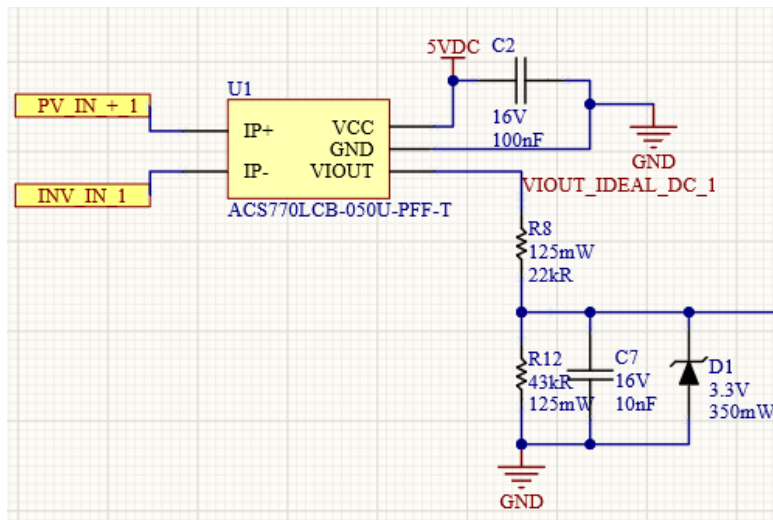 5VDC
C2
U1
PV_IN_+_1
IP+
VCC
16V
GND
100nF
GND
INV_IN_1
IP-
VIOUT
VIOUT_IDEAL_DC_1
ACS770LCB-050U-PFF-T
R8
125mW
22kR
R12
43kR
125mW
C7
16V
10nF
D1
3.3V
350mW
GND